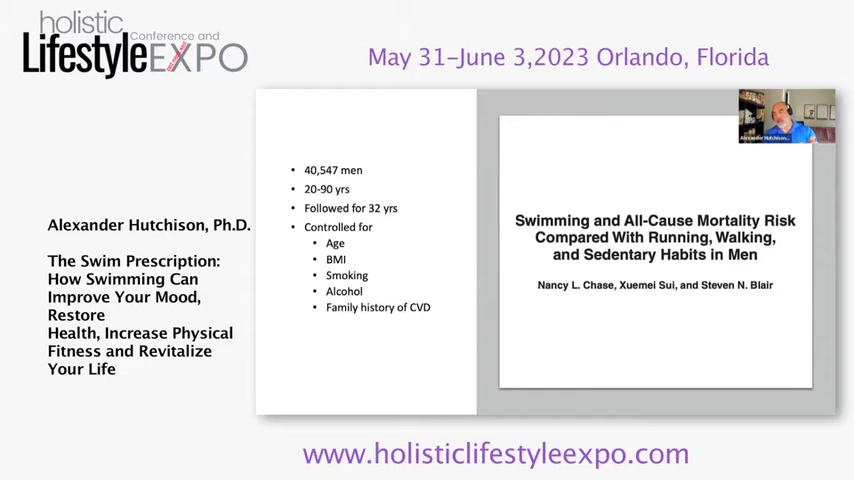 holistic
Conference and
Lifestyle EXPO
May 31-June 3,2023 Orlando, Florida
Alexander Hutchison, Ph.D.
The Swim Prescription:
How Swimming Can
Improve Your Mood,
Restore
Health, Increase Physical
Fitness and Revitalize
Your Life
• 40,547 men
• 20-90 yrs
• Followed for 32 yrs
• Controlled for
• Age
• BMI
• Smoking
• Alcohol
• Family history of CVD
Alexander Hutchison...
Swimming and All-Cause Mortality Risk
Compared With Running, Walking,
and Sedentary Habits in Men
Nancy L. Chase, Xuemei Sui, and Steven N. Blair
www.holisticlifestyleexpo.com